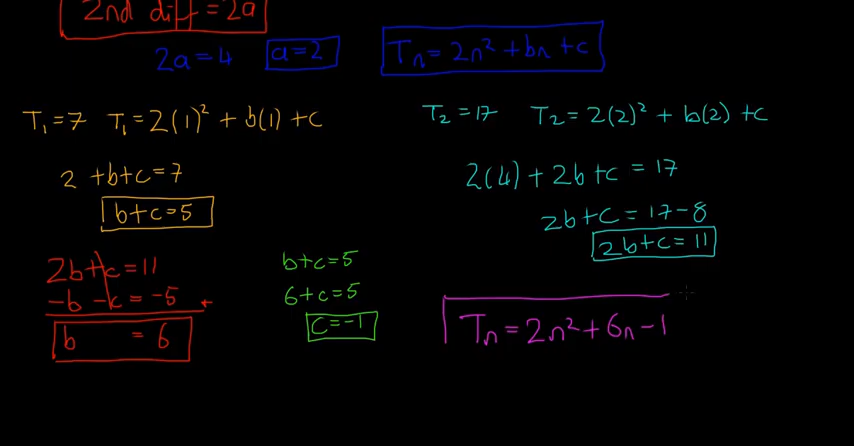 2nd diff = 2a
2a = 4 a = 2 Tₙ = 2n² + bn + c
T₁ = 7 T₁ = 2(1)² + b(1) + c
2 + b + c = 7
b + c = 5
2b + c = 11
-b - c = -5 +
b = 6
b + c = 5
6 + c = 5
c = -1
T₂ = 17 T₂ = 2(2)² + b(2) + c
2(4) + 2b + c = 17
2b + c = 17 - 8
2b + c = 11
Tₙ = 2n² + 6n - 1